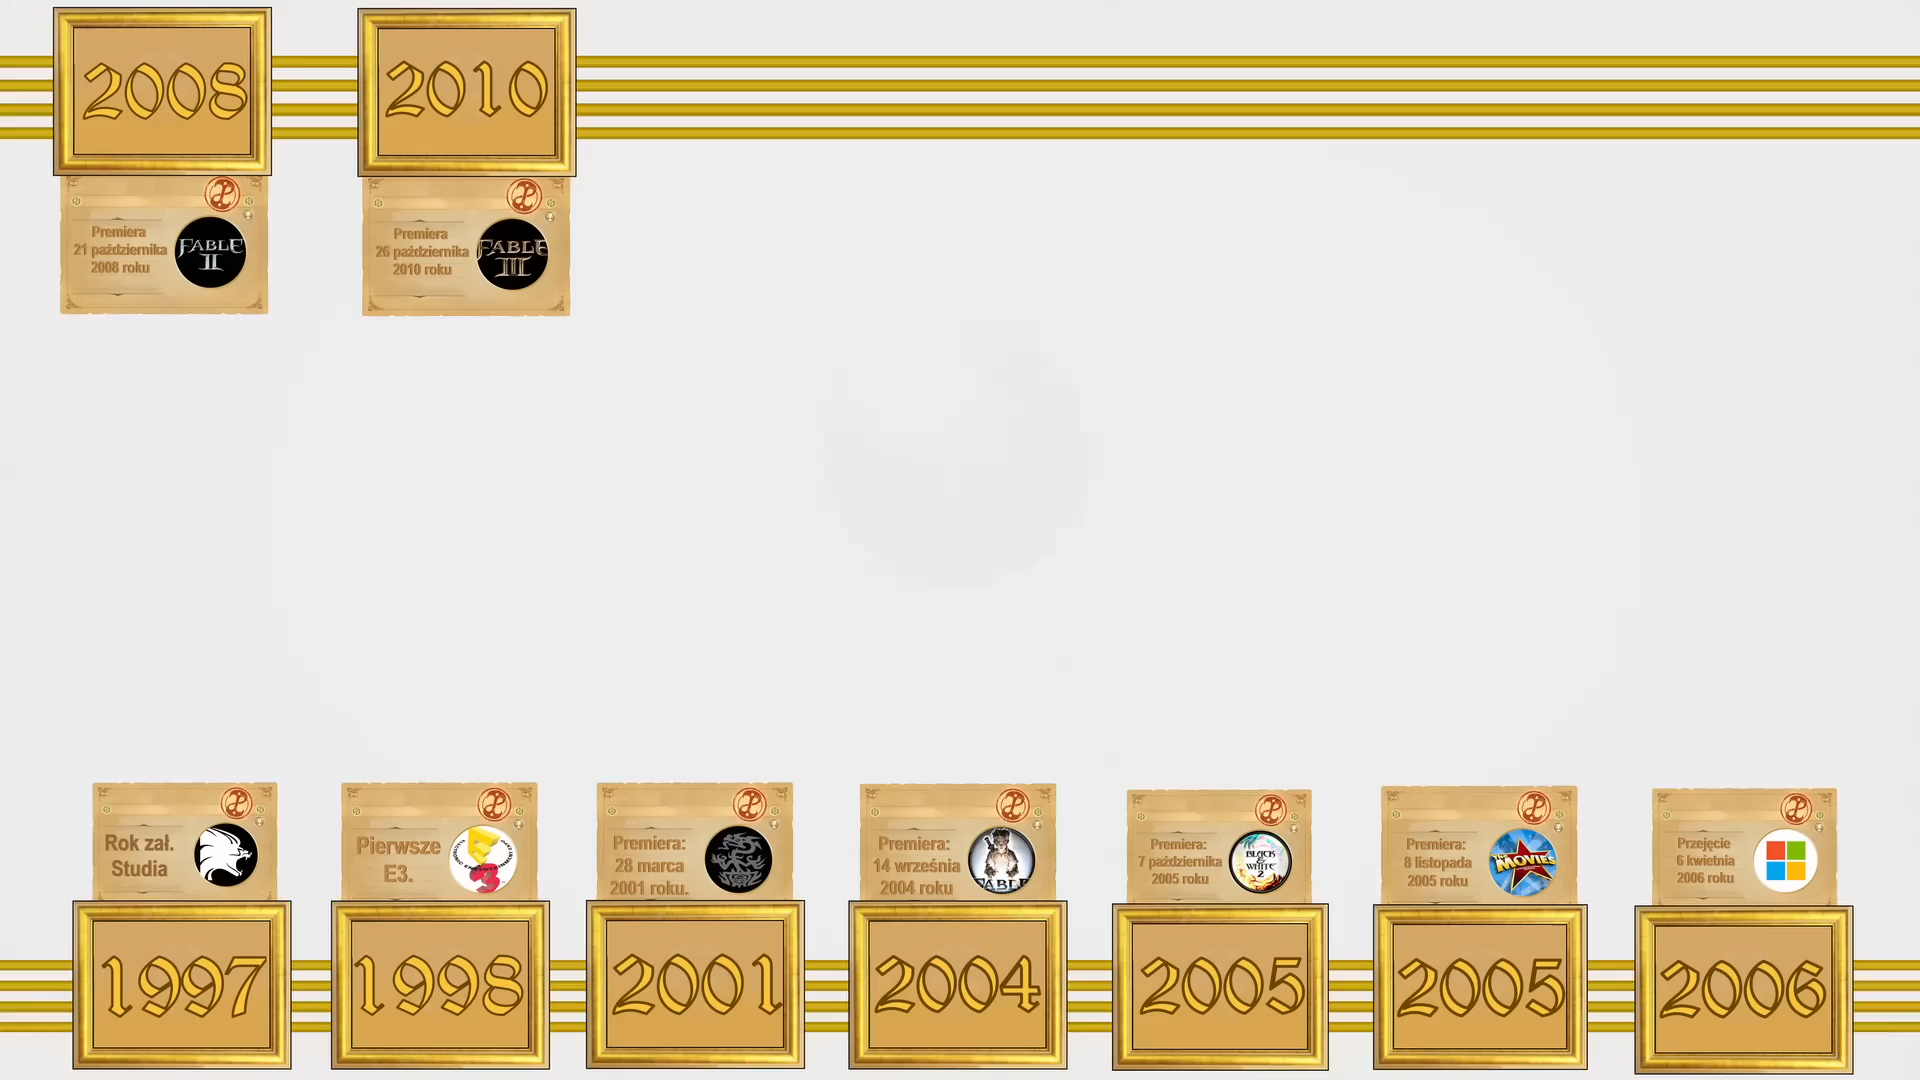 2008
2010
Premiera
21 października
2008 roku
FABLE
II
Premiera
26 października
2010 roku
FABLE
III
Rok zał.
Studia
Pierwsze
E3.
Premiera:
28 marca
2001 roku.
Premiera:
14 września
2004 roku
FABLE
Premiera:
7 października
2005 roku
BLACK
&
WHITE
2
Premiera:
8 listopada
2005 roku
THE
MOVIES
Przejęcie
6 kwietnia
2006 roku
1997
1998
2001
2004
2005
2005
2006